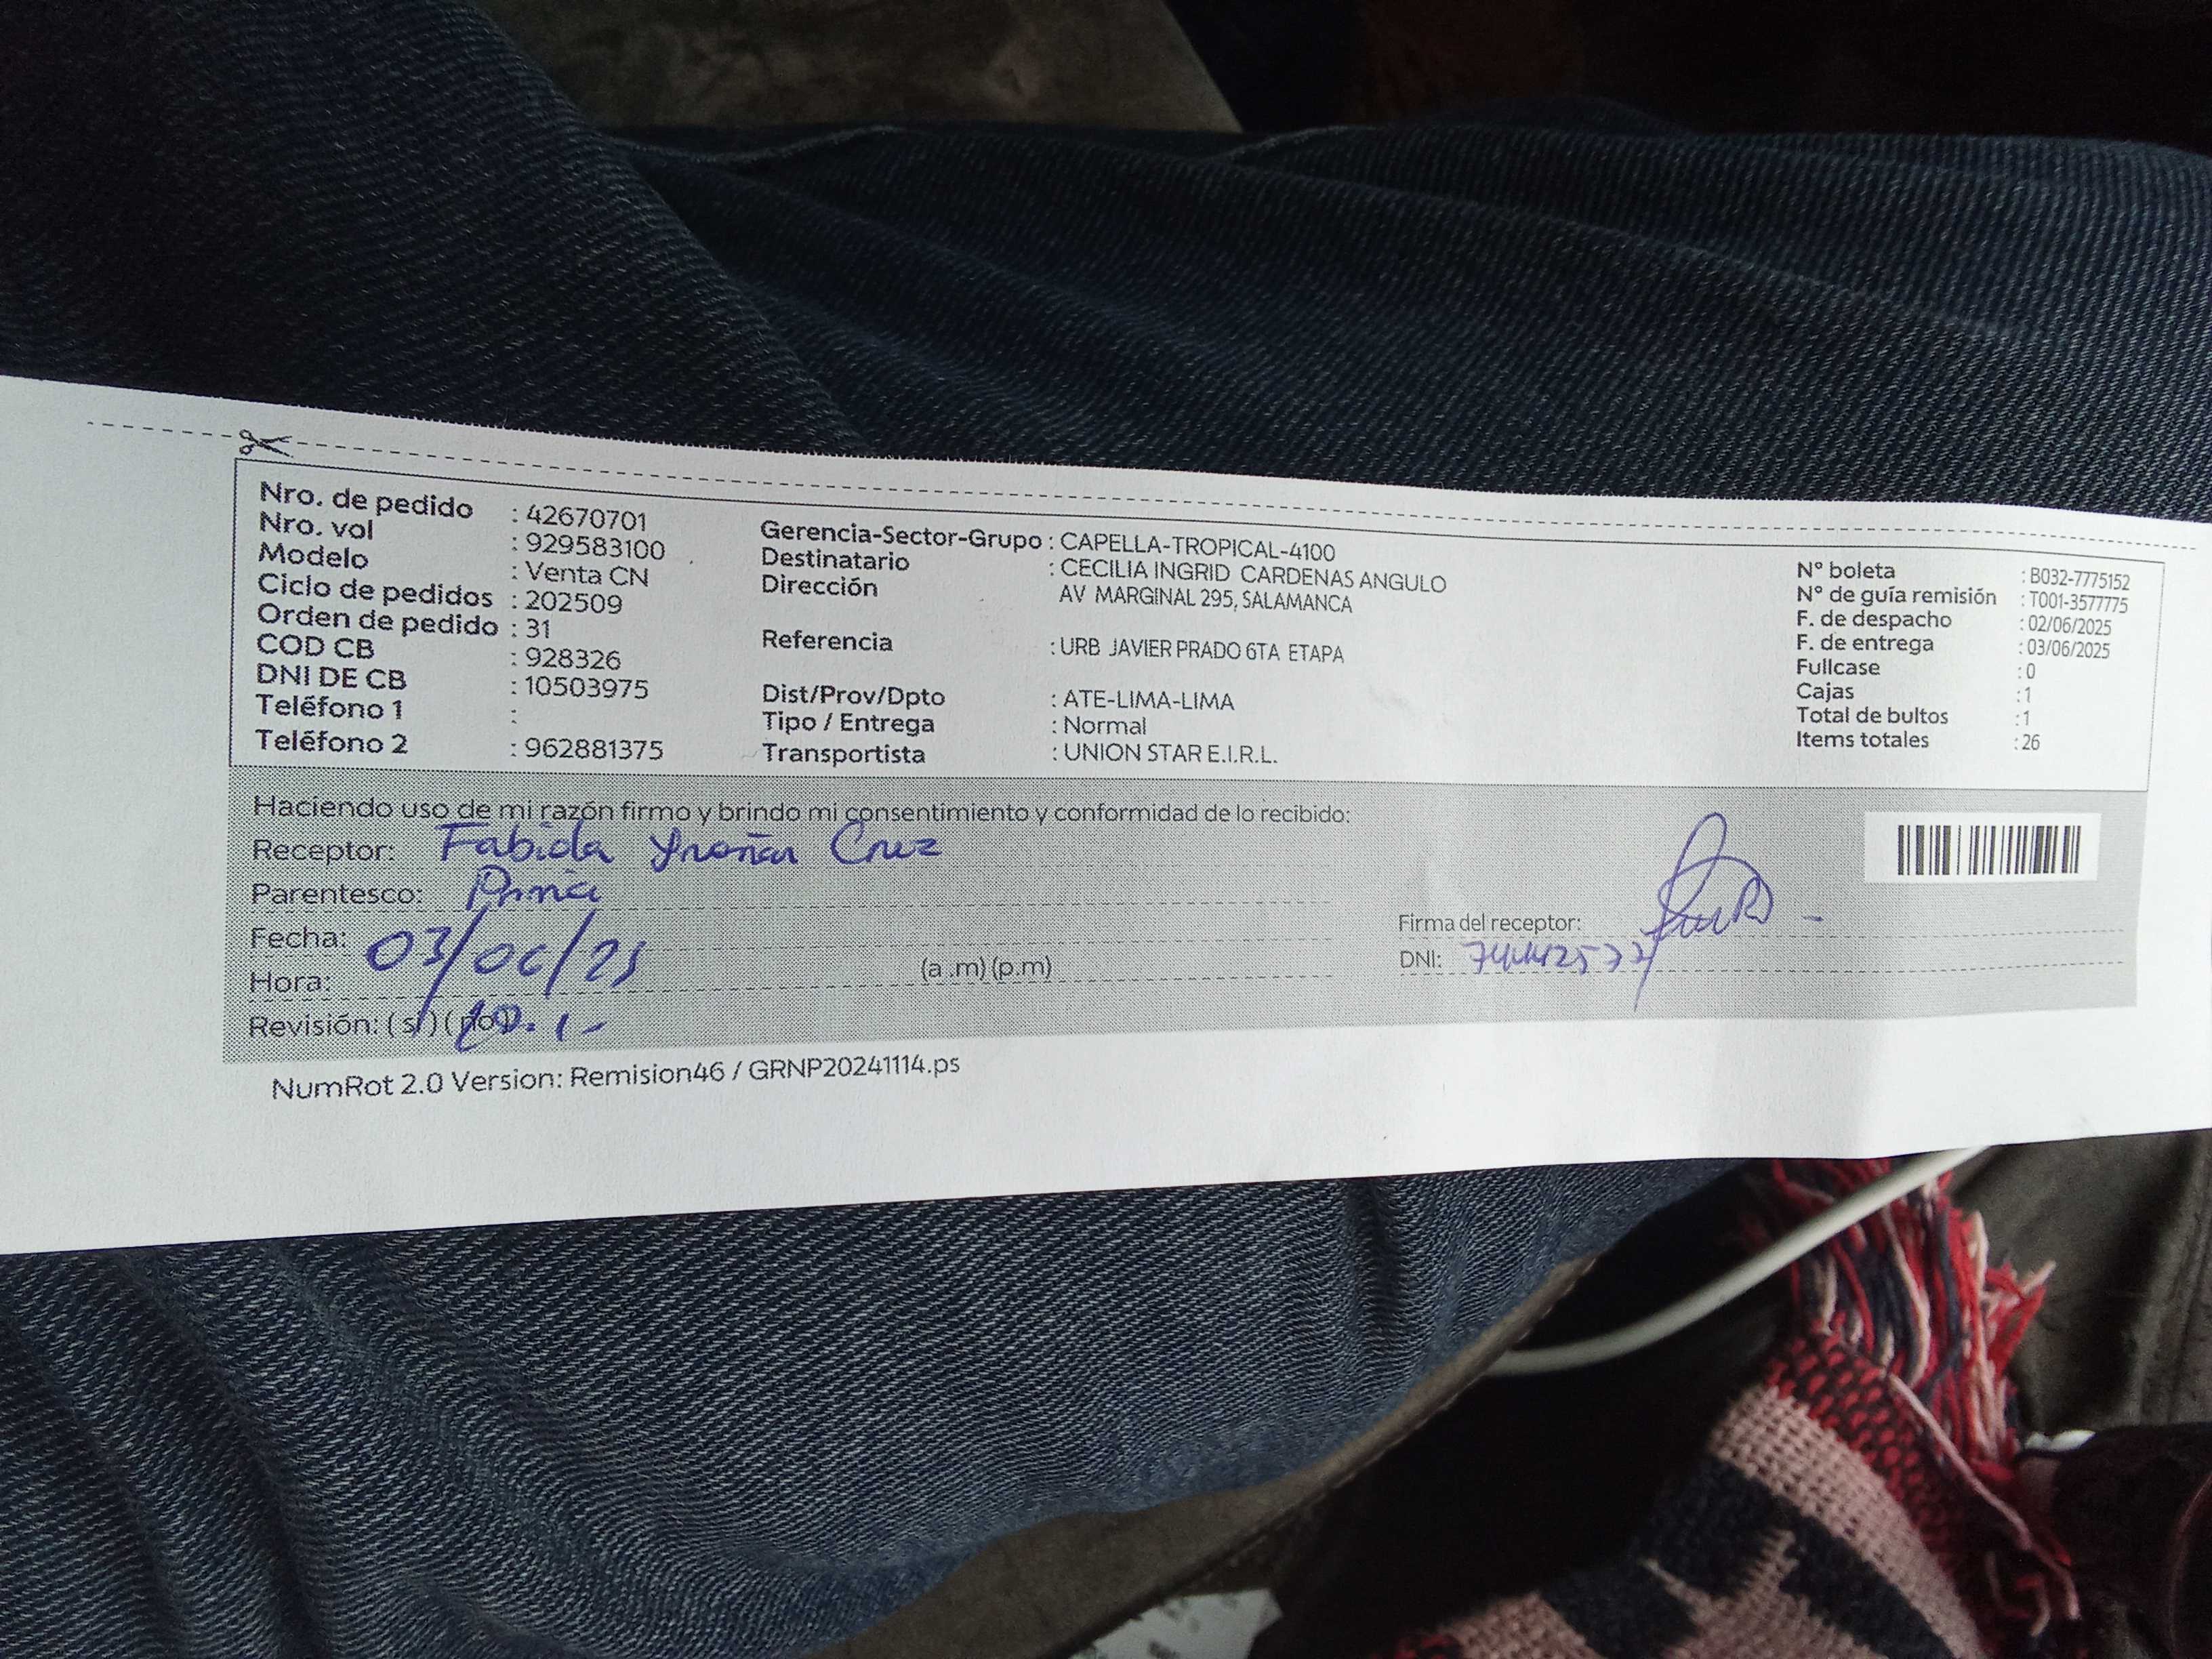 Nro. de pedido : 42670701
Nro. vol : 929583100
Modelo : Venta CN
Ciclo de pedidos : 202509
Orden de pedido : 31
COD CB : 928326
DNI DE CB : 10503975
Teléfono 1 :
Teléfono 2 : 962881375
Gerencia-Sector-Grupo : CAPELLA-TROPICAL-4100
Destinatario : CECILIA INGRID CARDENAS ANGULO
Dirección AV MARGINAL 295, SALAMANCA
Referencia : URB JAVIER PRADO 6TA ETAPA
Dist/Prov/Dpto : ATE-LIMA-LIMA
Tipo / Entrega : Normal
Transportista : UNION STAR E.I.R.L.
N° boleta : B032-7775152
N° de guía remisión : T001-3577775
F. de despacho : 02/06/2025
F. de entrega : 03/06/2025
Fullcase : 0
Cajas : 1
Total de bultos : 1
Items totales : 26
Haciendo uso de mi razón firmo y brindo mi consentimiento y conformidad de lo recibido:
Receptor: Fabiola Cruz
Parentesco: Prima
Fecha: 03/06/25
Hora: (a.m)(p.m)
Revisión: (si) (no)
Firma del receptor:
DNI:
NumRot 2.0 Version: Remision46 / GRNP20241114.ps